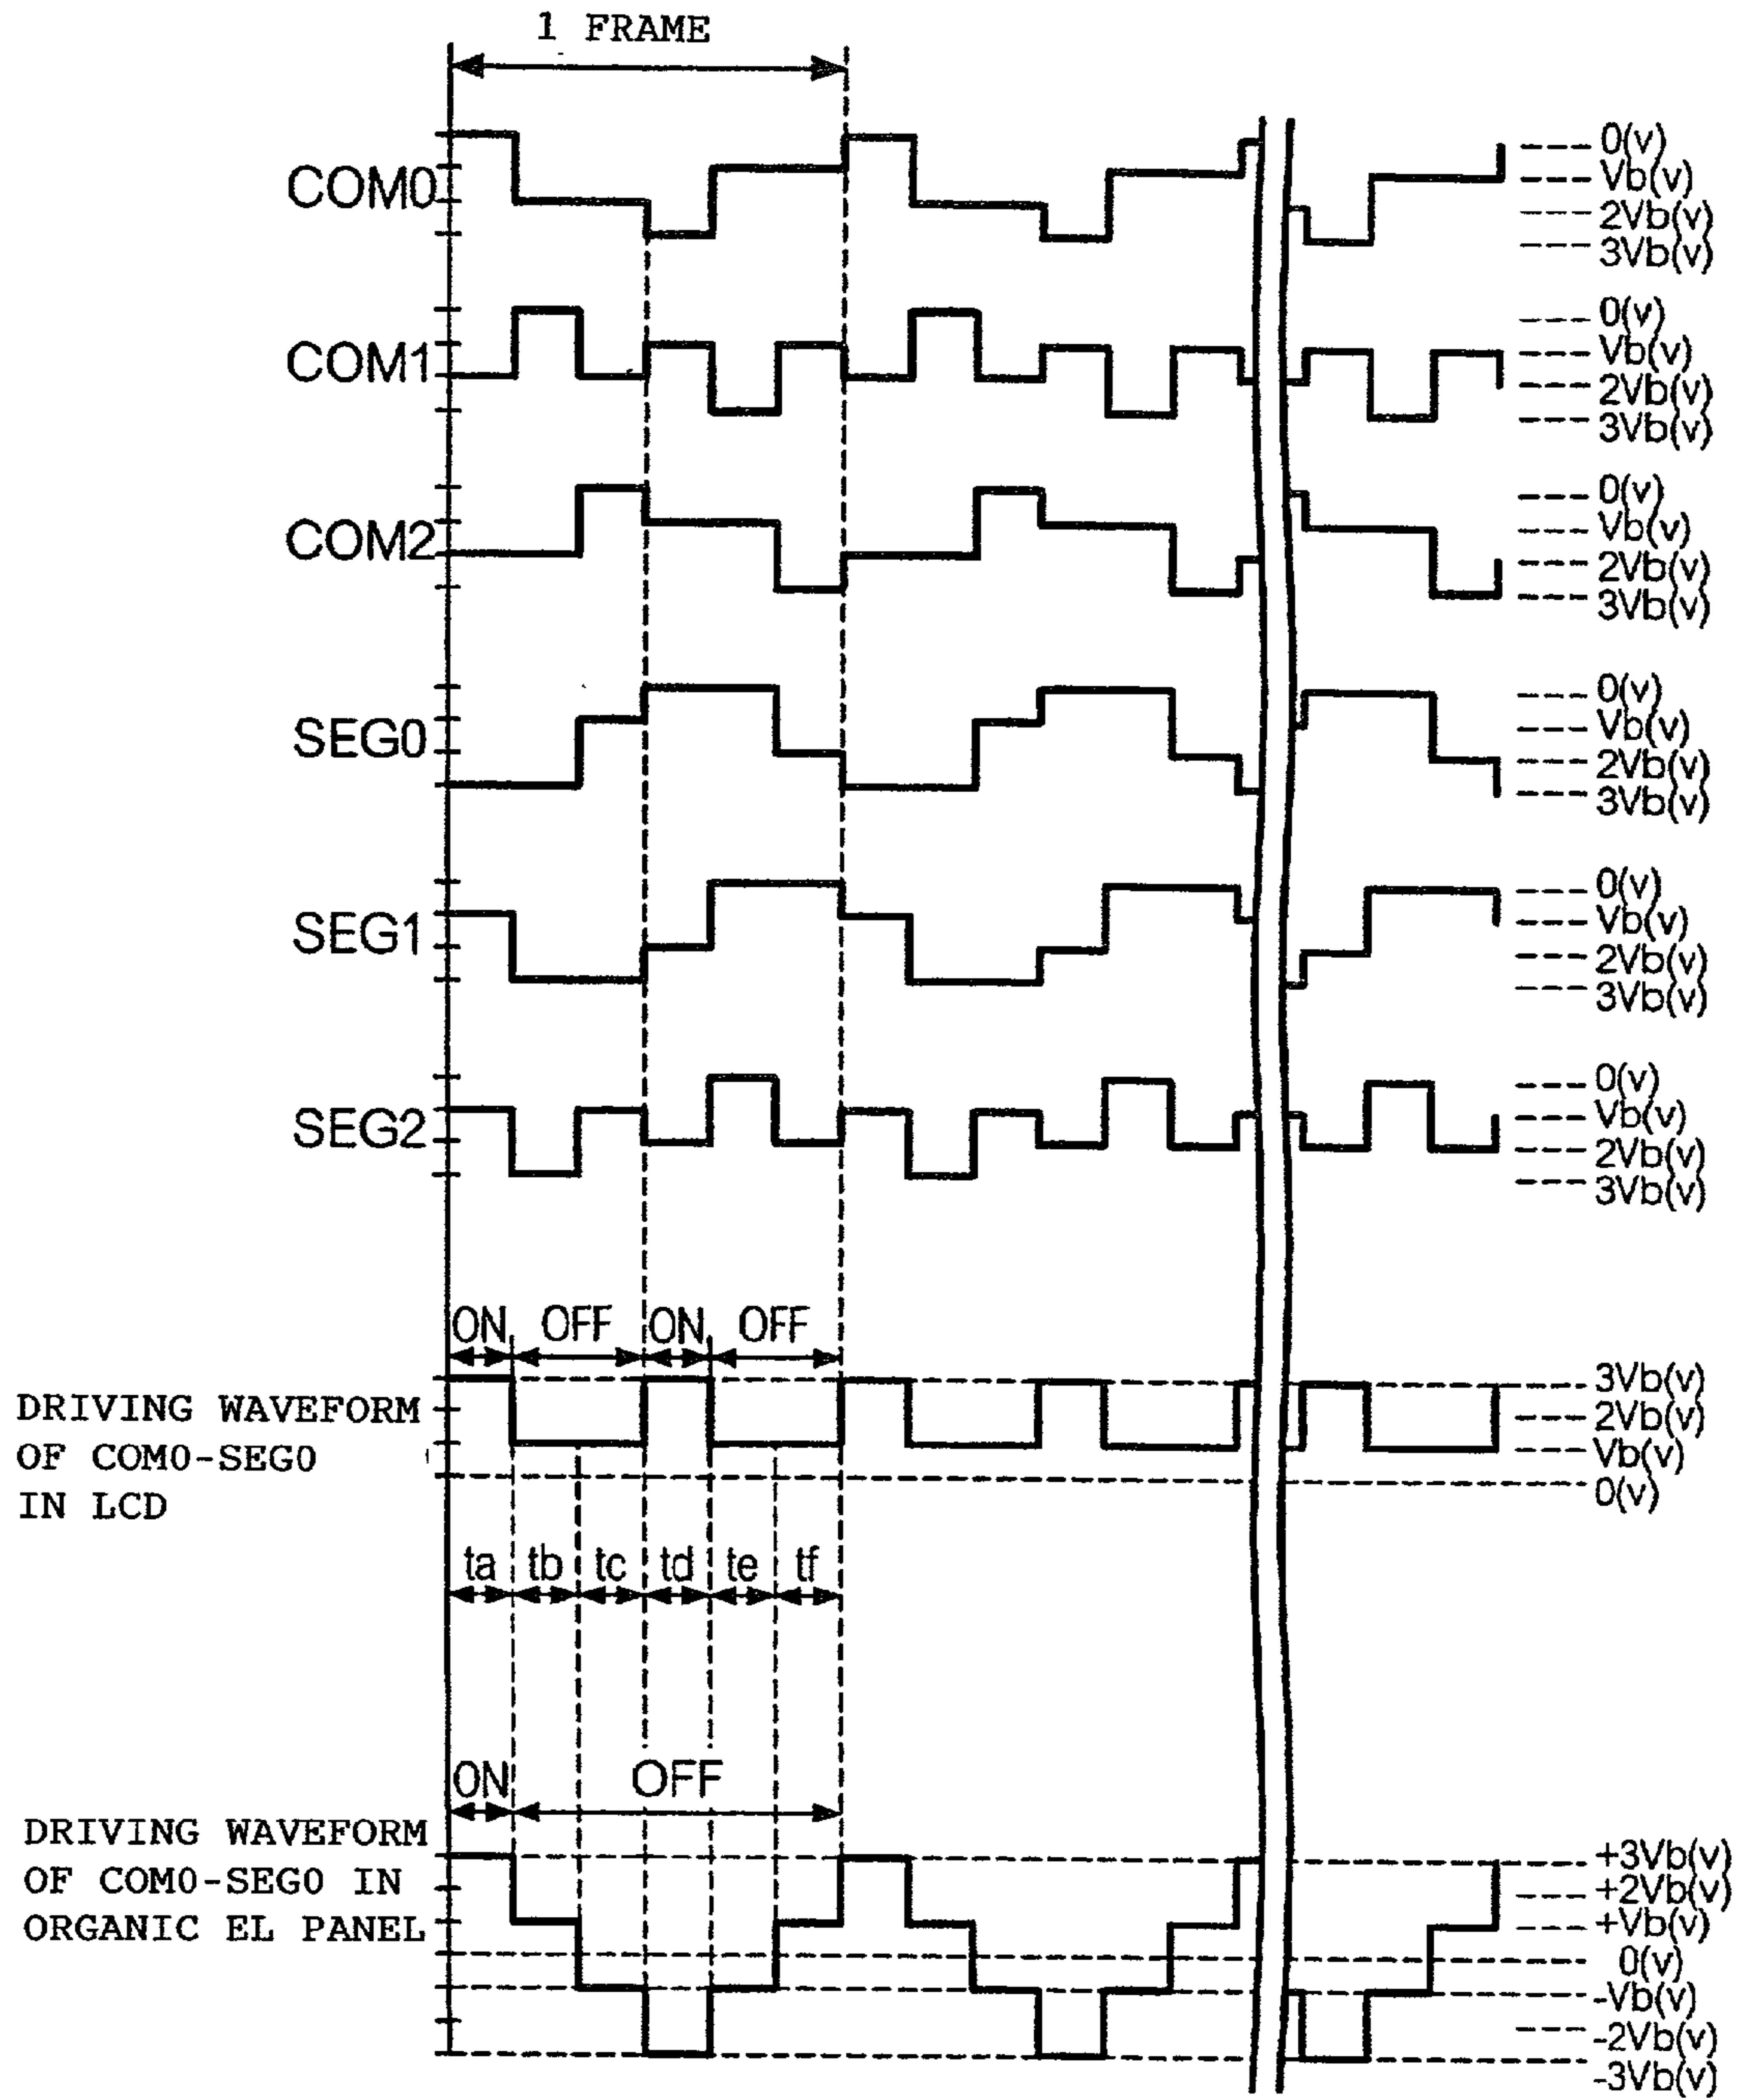 1 FRAME
COM0
0(v)
Vb(v)
2Vb(v)
3Vb(v)
COM1
0(v)
Vb(v)
2Vb(v)
3Vb(v)
COM2
0(v)
Vb(v)
2Vb(v)
3Vb(v)
SEG0
0(v)
Vb(v)
2Vb(v)
3Vb(v)
SEG1
0(v)
Vb(v)
2Vb(v)
3Vb(v)
SEG2
0(v)
Vb(v)
2Vb(v)
3Vb(v)
ON OFF ON OFF
DRIVING WAVEFORM
OF COM0-SEG0
IN LCD
3Vb(v)
2Vb(v)
Vb(v)
0(v)
ta tb tc td te tf
ON OFF
DRIVING WAVEFORM
OF COM0-SEG0 IN
ORGANIC EL PANEL
+3Vb(v)
+2Vb(v)
+Vb(v)
0(v)
-Vb(v)
-2Vb(v)
-3Vb(v)